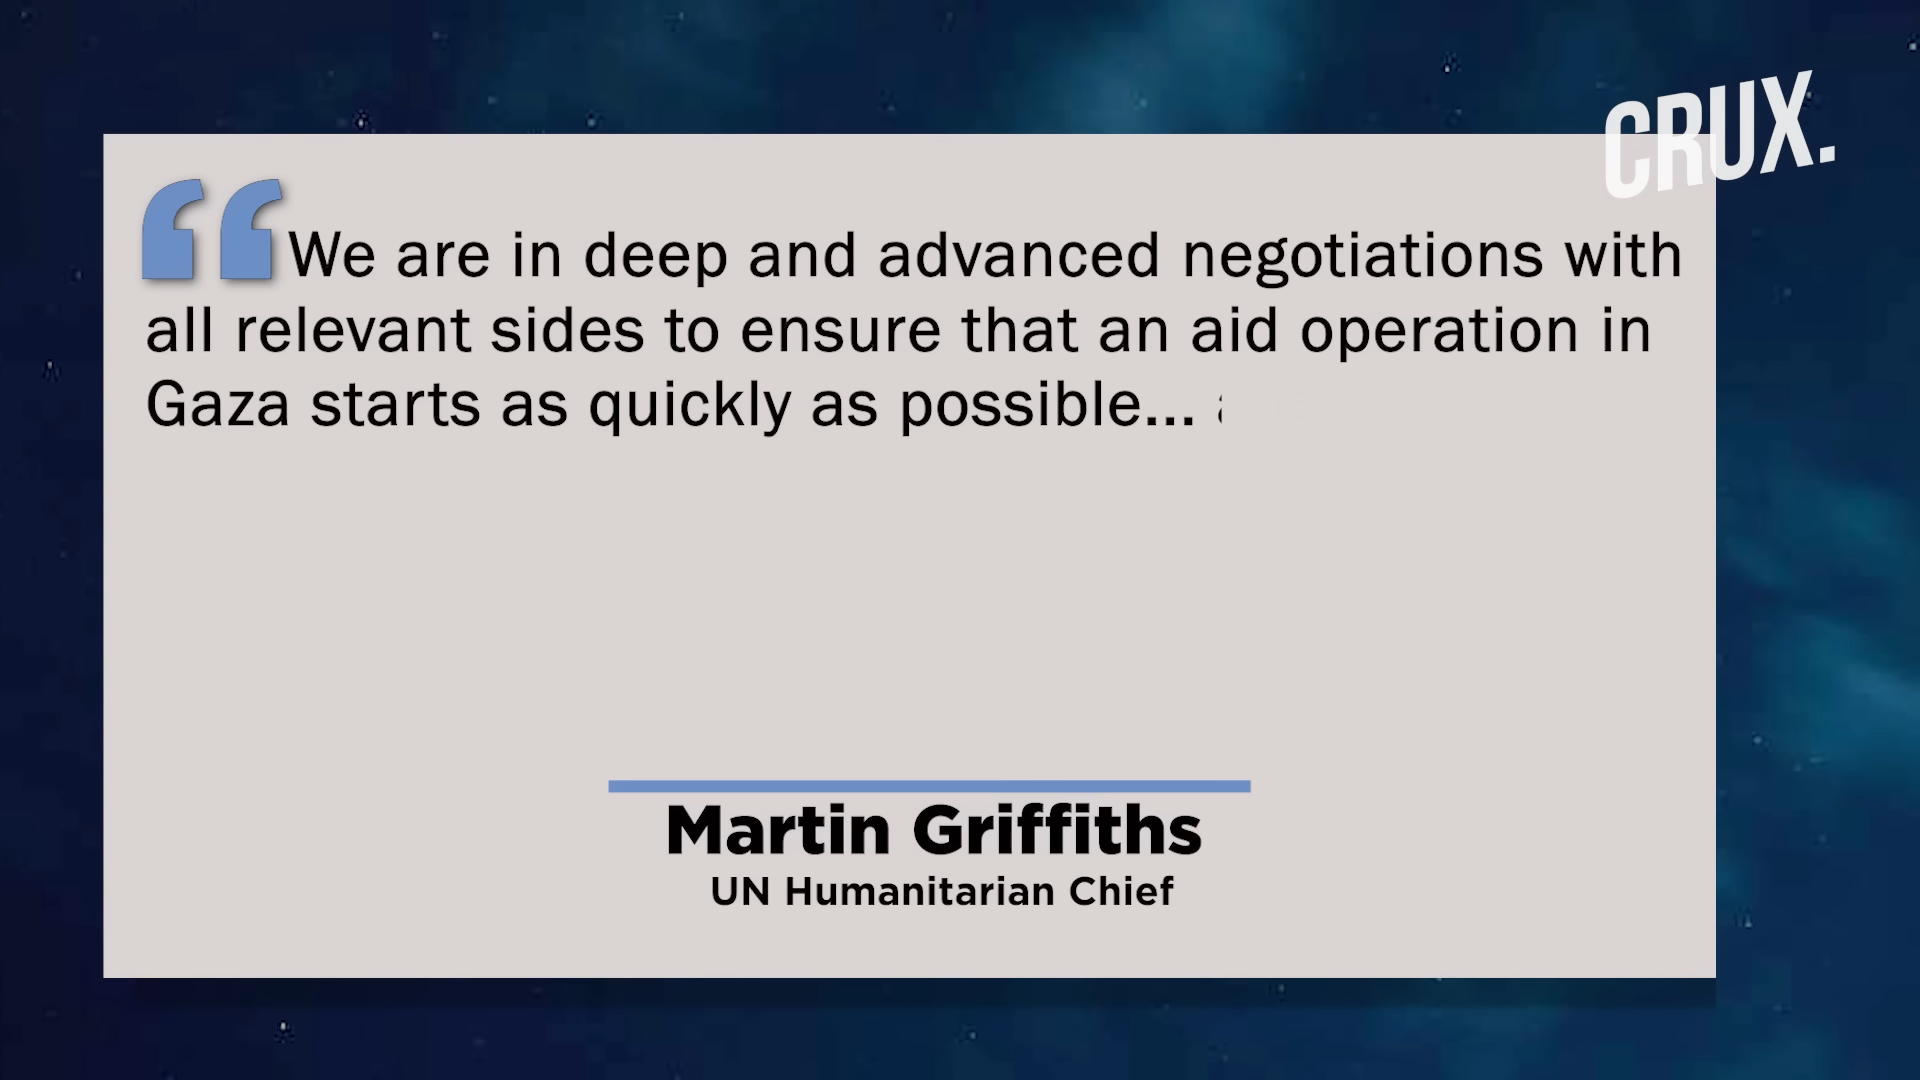 CRUX.
“We are in deep and advanced negotiations with
all relevant sides to ensure that an aid operation in
Gaza starts as quickly as possible...
Martin Griffiths
UN Humanitarian Chief